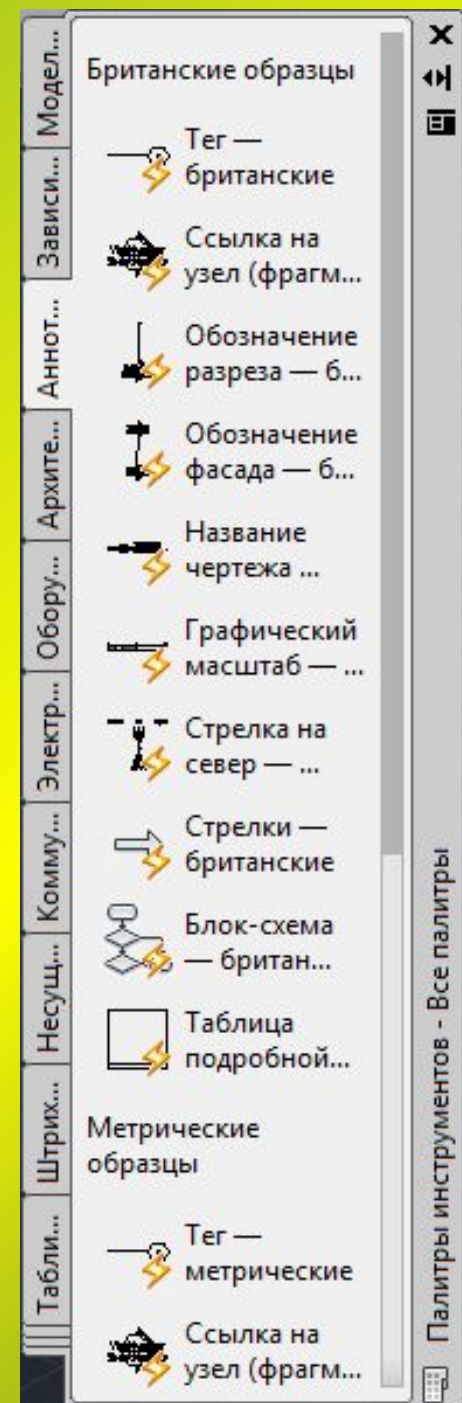 Модел...
Зависи...
Аннот...
Архите...
Обору...
Электр...
Комму...
Несущ...
Штрих...
Табли...
Британские образцы
Тег —
британские
Ссылка на
узел (фрагм...
Обозначение
разреза — б...
Обозначение
фасада — б...
Название
чертежа ...
Графический
масштаб — ...
Стрелка на
север — ...
Стрелки —
британские
Блок-схема
— британ...
Таблица
подробной...
Метрические
образцы
Тег —
метрические
Ссылка на
узел (фрагм...
Палитры инструментов - Все палитры